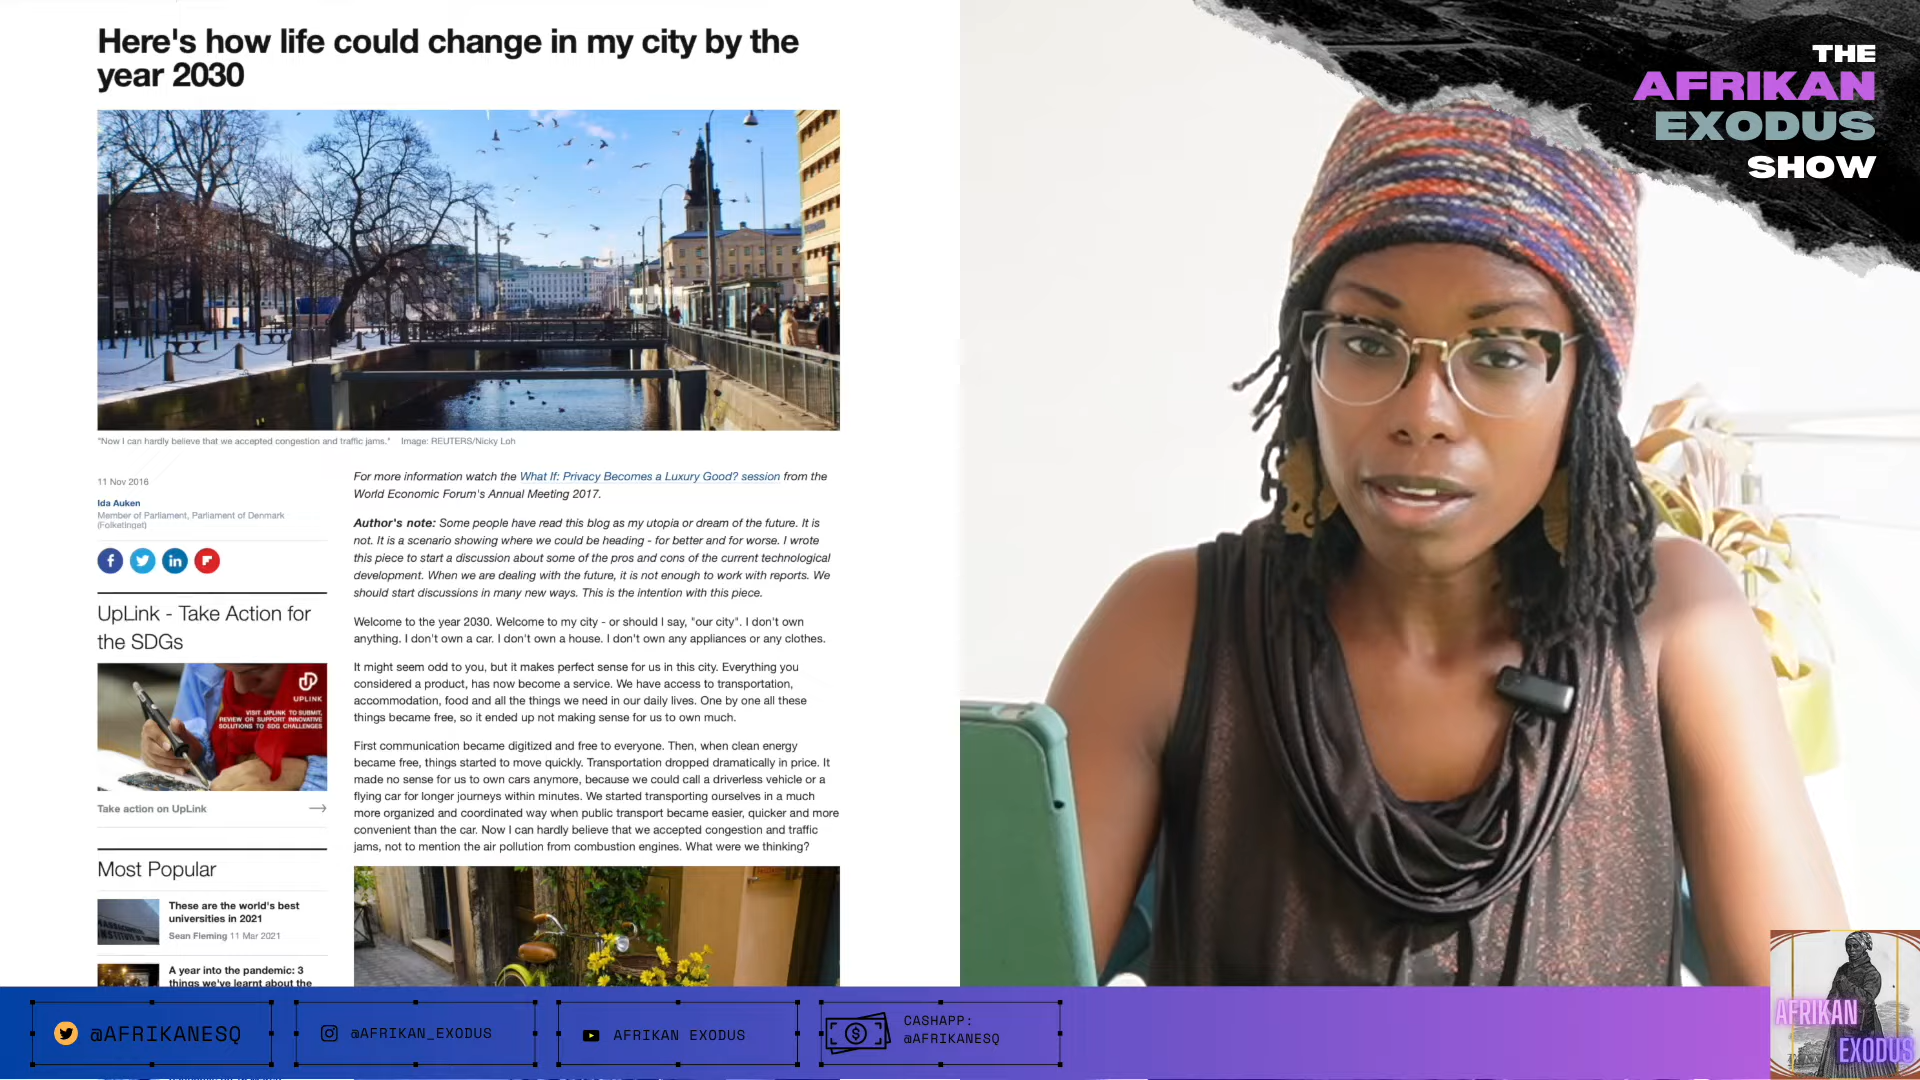 Here's how life could change in my city by the
year 2030
"Now I can hardly believe that we accepted congestion and traffic jams." Image: REUTERS/Nicky Loh
11 Nov 2016
Ida Auken
Member of Parliament, Parliament of Denmark
(Folketinget)
UpLink - Take Action for
the SDGs
UPLINK
VISIT UPLINK TO SUBMIT,
REVIEW OR SUPPORT INNOVATIVE
SOLUTIONS TO SDG CHALLENGES
Take action on UpLink
Most Popular
These are the world's best
universities in 2021
Sean Fleming 11 Mar 2021
A year into the pandemic: 3
things we've learnt about the
For more information watch the What If: Privacy Becomes a Luxury Good? session from the
World Economic Forum's Annual Meeting 2017.
Author's note: Some people have read this blog as my utopia or dream of the future. It is
not. It is a scenario showing where we could be heading - for better and for worse. I wrote
this piece to start a discussion about some of the pros and cons of the current technological
development. When we are dealing with the future, it is not enough to work with reports. We
should start discussions in many new ways. This is the intention with this piece.
Welcome to the year 2030. Welcome to my city - or should I say, "our city". I don't own
anything. I don't own a car. I don't own a house. I don't own any appliances or any clothes.
It might seem odd to you, but it makes perfect sense for us in this city. Everything you
considered a product, has now become a service. We have access to transportation,
accommodation, food and all the things we need in our daily lives. One by one all these
things became free, so it ended up not making sense for us to own much.
First communication became digitized and free to everyone. Then, when clean energy
became free, things started to move quickly. Transportation dropped dramatically in price. It
made no sense for us to own cars anymore, because we could call a driverless vehicle or a
flying car for longer journeys within minutes. We started transporting ourselves in a much
more organized and coordinated way when public transport became easier, quicker and more
convenient than the car. Now I can hardly believe that we accepted congestion and traffic
jams, not to mention the air pollution from combustion engines. What were we thinking?
THE
AFRIKAN
EXODUS
SHOW
@AFRIKANESQ
@AFRIKAN_EXODUS
AFRIKAN EXODUS
CASHAPP:
@AFRIKANESQ
AFRIKAN
EXODUS